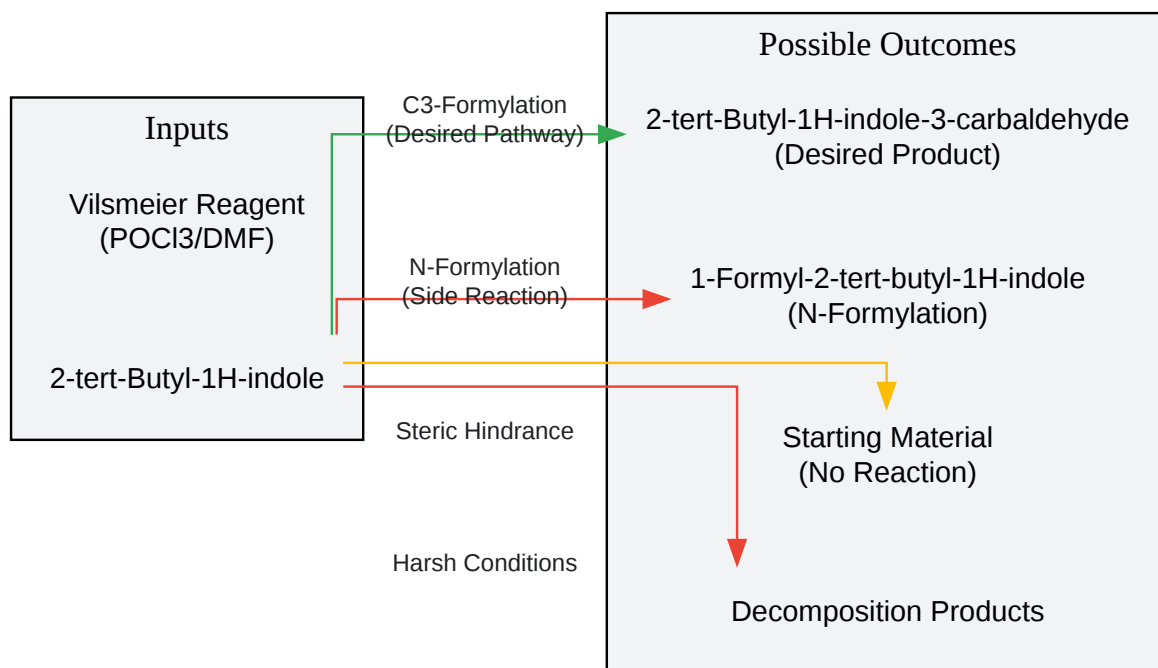 Inputs
Vilsmeier Reagent
(POCl3/DMF)
2-tert-Butyl-1H-indole
C3-Formylation
(Desired Pathway)
N-Formylation
(Side Reaction)
Steric Hindrance
Harsh Conditions
Possible Outcomes
2-tert-Butyl-1H-indole-3-carbaldehyde
(Desired Product)
1-Formyl-2-tert-butyl-1H-indole
(N-Formylation)
Starting Material
(No Reaction)
Decomposition Products